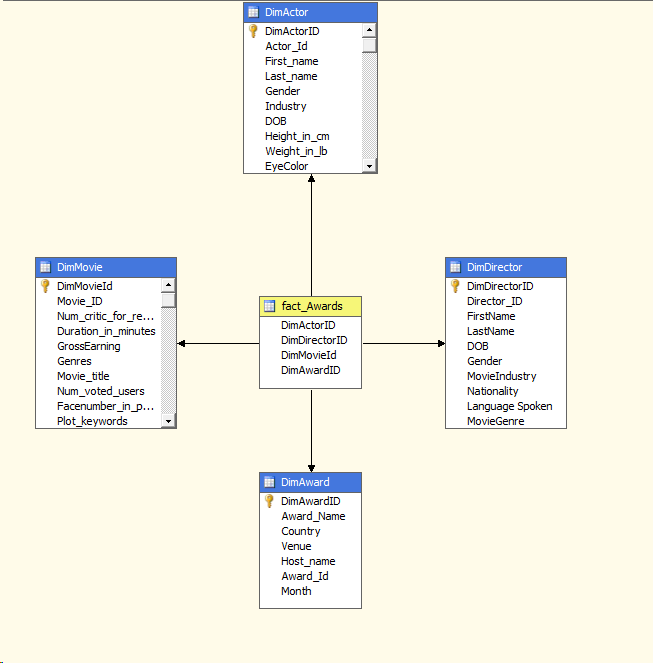 DimActor
DimActorID
Actor_Id
First_name
Last_name
Gender
Industry
DOB
Height_in_cm
Weight_in_lb
EyeColor
DimMovie
DimMovieId
Movie_ID
Num_critic_for_re...
Duration_in_minutes
GrossEarning
Genres
Movie_title
Num_voted_users
Facenumber_in_p...
Plot_keywords
fact_Awards
DimActorID
DimDirectorID
DimMovieId
DimAwardID
DimDirector
DimDirectorID
Director_ID
FirstName
LastName
DOB
Gender
MovieIndustry
Nationality
Language Spoken
MovieGenre
DimAward
DimAwardID
Award_Name
Country
Venue
Host_name
Award_Id
Month